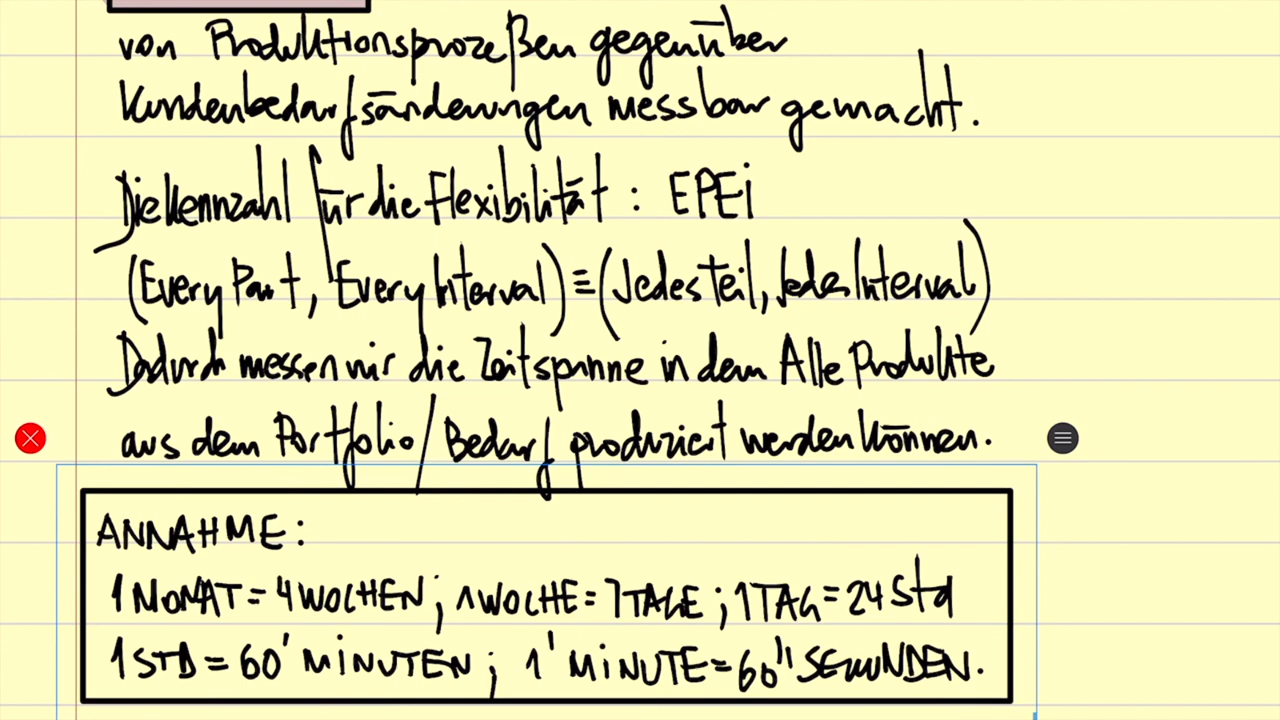 von Produktionsprozeßen gegenüber
Kundenbedarfsänderungen messbar gemacht.
Die Kennzahl für die Flexibilität : EPEi
(Every Part, Every Interval) ≡ (Jedes Teil, Jedes Interval)
Dadurch messen wir die Zeitspanne in dem Alle Produkte
aus dem Portfolio/Bedarf produziert werden können.
ANNAHME:
1 MONAT = 4 WOCHEN ; 1 WOCHE = 7 TAGE ; 1 TAG = 24 Std
1 STD = 60' MINUTEN ; 1' MINUTE = 60'' SEKUNDEN.